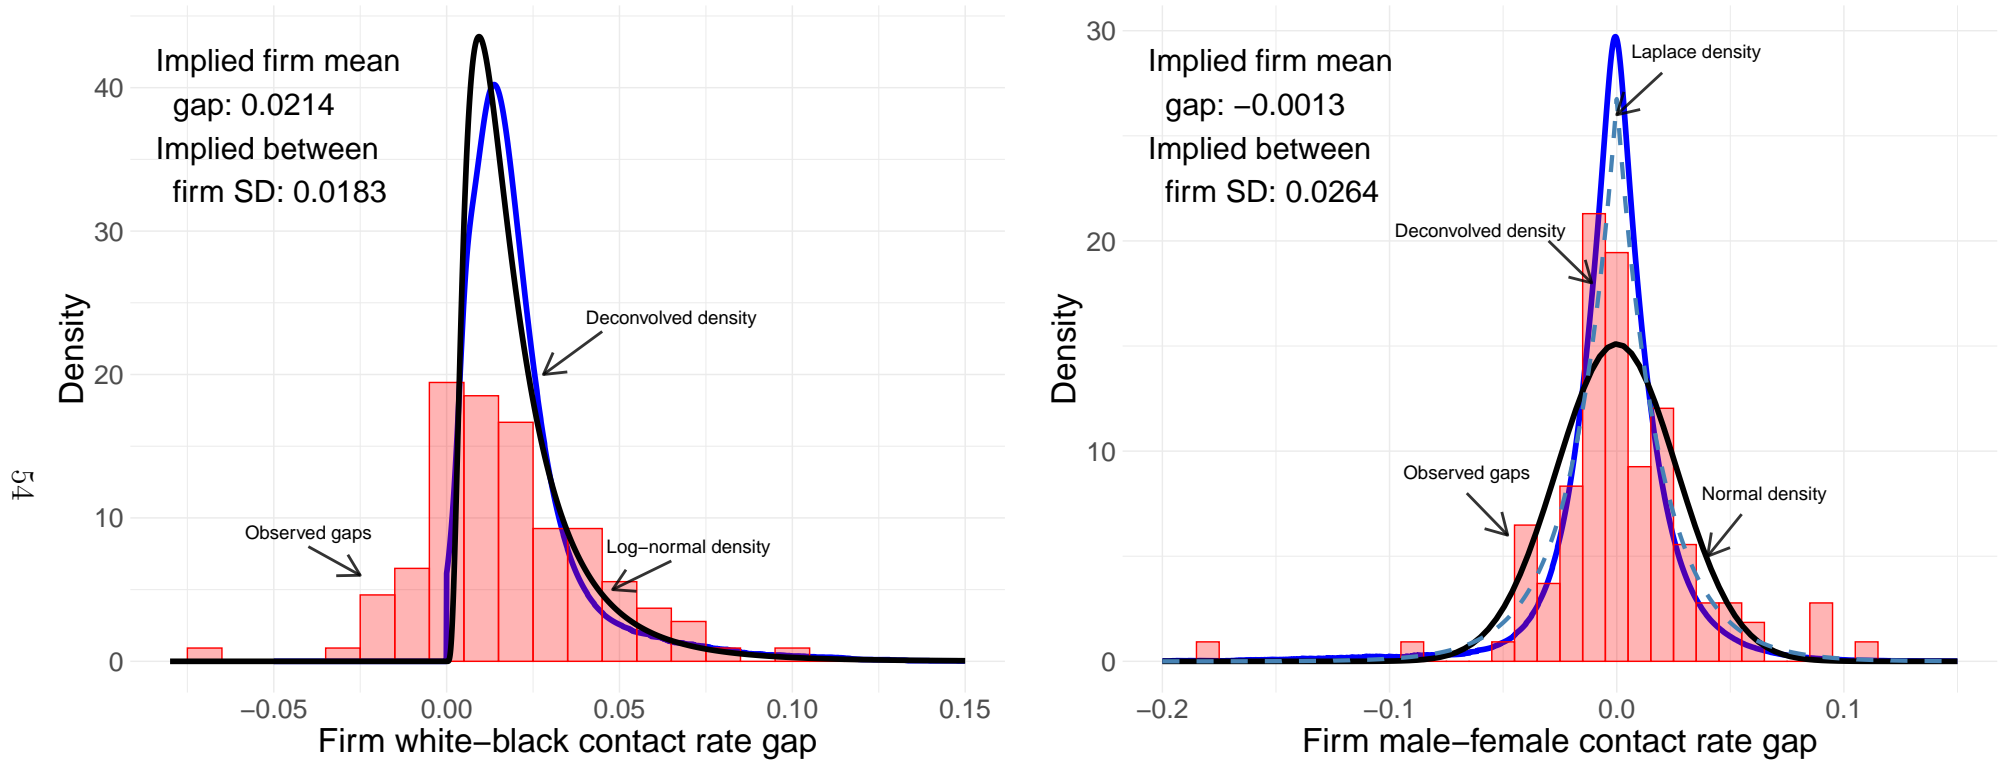 Implied firm mean
gap: 0.0214
Implied between
firm SD: 0.0183
Deconvolved density
Observed gaps
Log−normal density
Density
40
30
20
10
0
−0.05
0.00
0.05
0.10
0.15
Firm white−black contact rate gap
Implied firm mean
gap: −0.0013
Implied between
firm SD: 0.0264
Laplace density
Deconvolved density
Observed gaps
Normal density
Density
30
20
10
0
−0.2
−0.1
0.0
0.1
Firm male−female contact rate gap
54